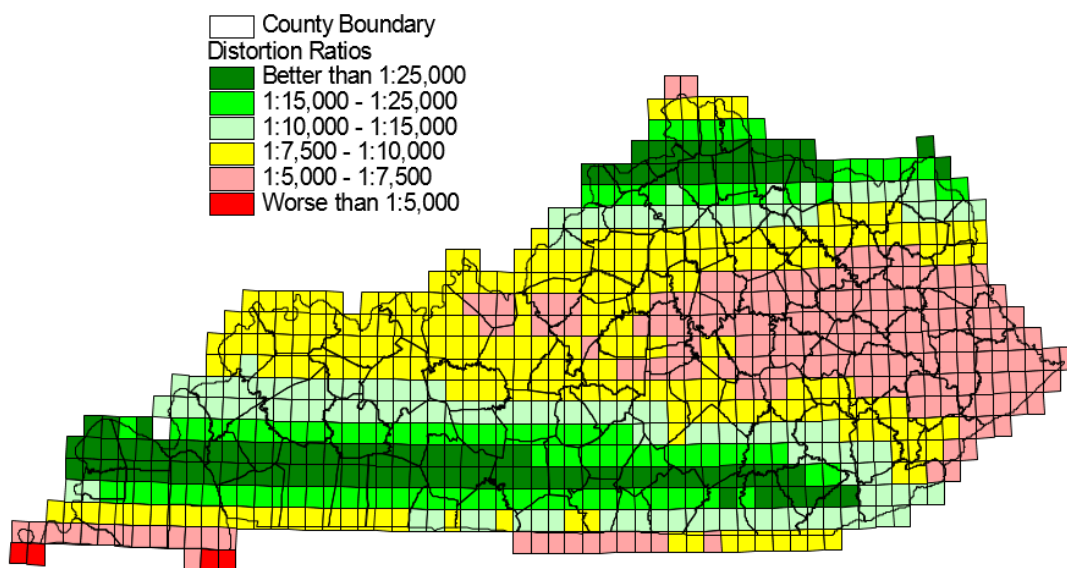 County Boundary
Distortion Ratios
Better than 1:25,000
1:15,000 - 1:25,000
1:10,000 - 1:15,000
1:7,500 - 1:10,000
1:5,000 - 1:7,500
Worse than 1:5,000